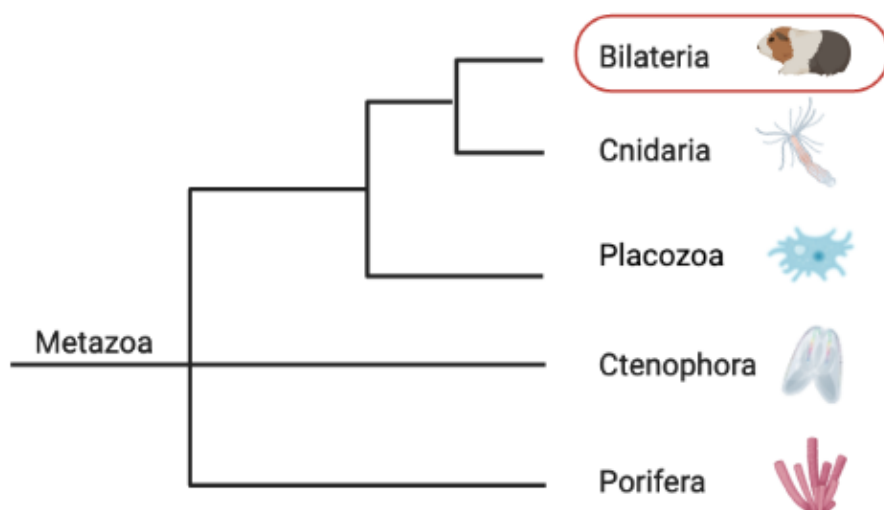 Bilateria
Cnidaria
Placozoa
Metazoa
Ctenophora
Porifera